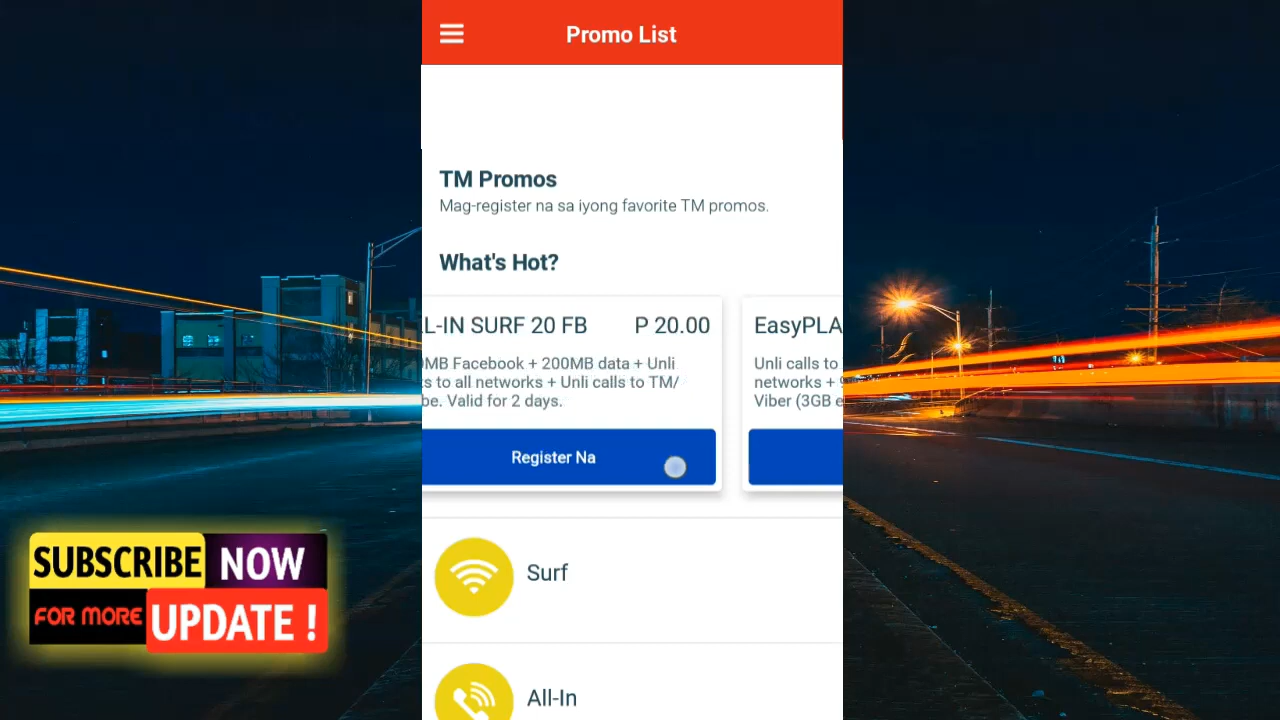 Promo List
TM Promos
Mag-register na sa iyong favorite TM promos.
What's Hot?
L-IN SURF 20 FB P 20.00
MB Facebook + 200MB data + Unli
s to all networks + Unli calls to TM/
be. Valid for 2 days.
Register Na
EasyPLA
Unli calls to
networks +
Viber (3GB e
Surf
All-In
SUBSCRIBE NOW
FOR MORE UPDATE !